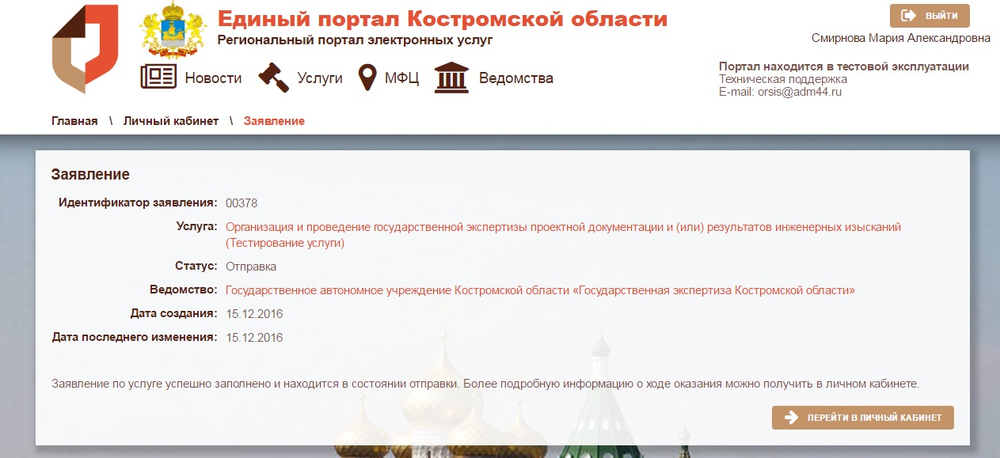 Единый портал Костромской области
Региональный портал электронных услуг
ВЫЙТИ
Смирнова Мария Александровна
Новости
Услуги
МФЦ
Ведомства
Портал находится в тестовой эксплуатации
Техническая поддержка
E-mail: orsis@adm44.ru
Главная \ Личный кабинет \ Заявление
Заявление
Идентификатор заявления: 00378
Услуга: Организация и проведение государственной экспертизы проектной документации и (или) результатов инженерных изысканий
(Тестирование услуги)
Статус: Отправка
Ведомство: Государственное автономное учреждение Костромской области «Государственная экспертиза Костромской области»
Дата создания: 15.12.2016
Дата последнего изменения: 15.12.2016
Заявление по услуге успешно заполнено и находится в состоянии отправки. Более подробную информацию о ходе оказания можно получить в личном кабинете.
ПЕРЕЙТИ В ЛИЧНЫЙ КАБИНЕТ